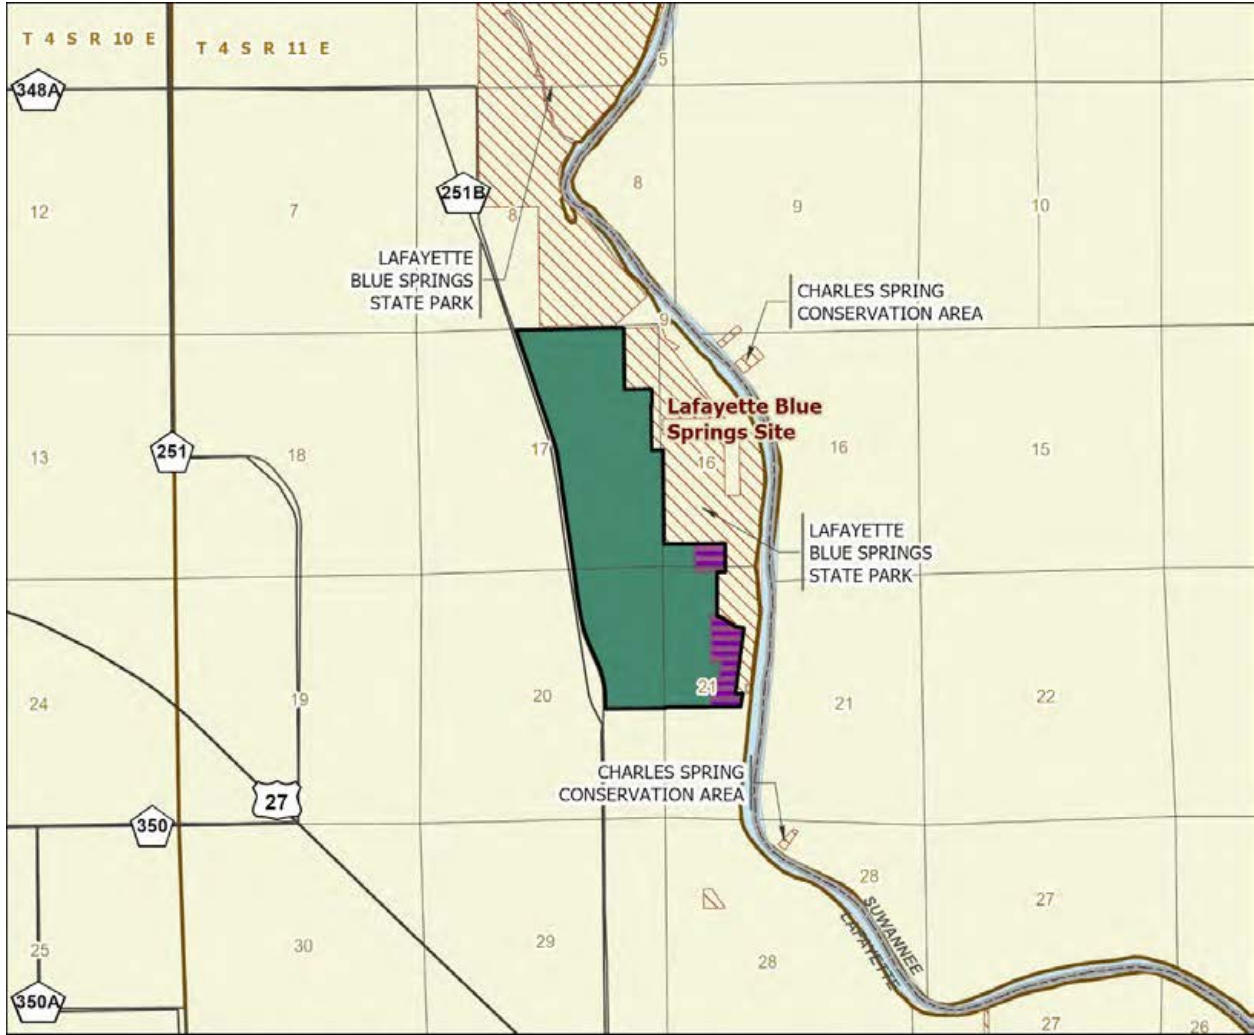 T 4 S R 10 E
T 4 S R 11 E
5
348A
251B
8
12
7
8
9
10
LAFAYETTE
BLUE SPRINGS
STATE PARK
CHARLES SPRING
CONSERVATION AREA
9
Lafayette Blue
Springs Site
251
13
18
17
16
16
15
LAFAYETTE
BLUE SPRINGS
STATE PARK
24
19
20
21
21
22
CHARLES SPRING
CONSERVATION AREA
27
350
28
27
SUWANNEE
LAFAYETTE
25
30
29
28
350A
27
26